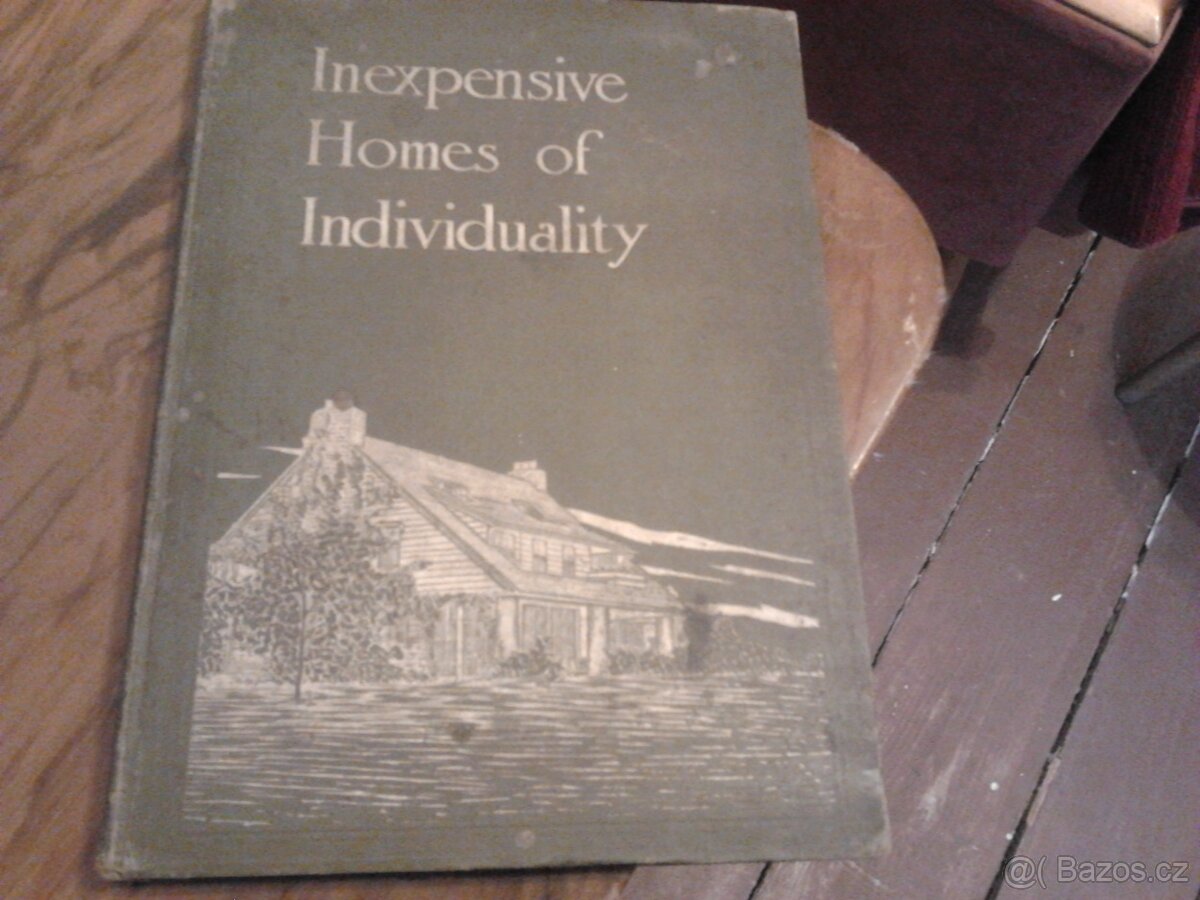 Inexpensive
Homes of
Individuality
@( Bazos.cz